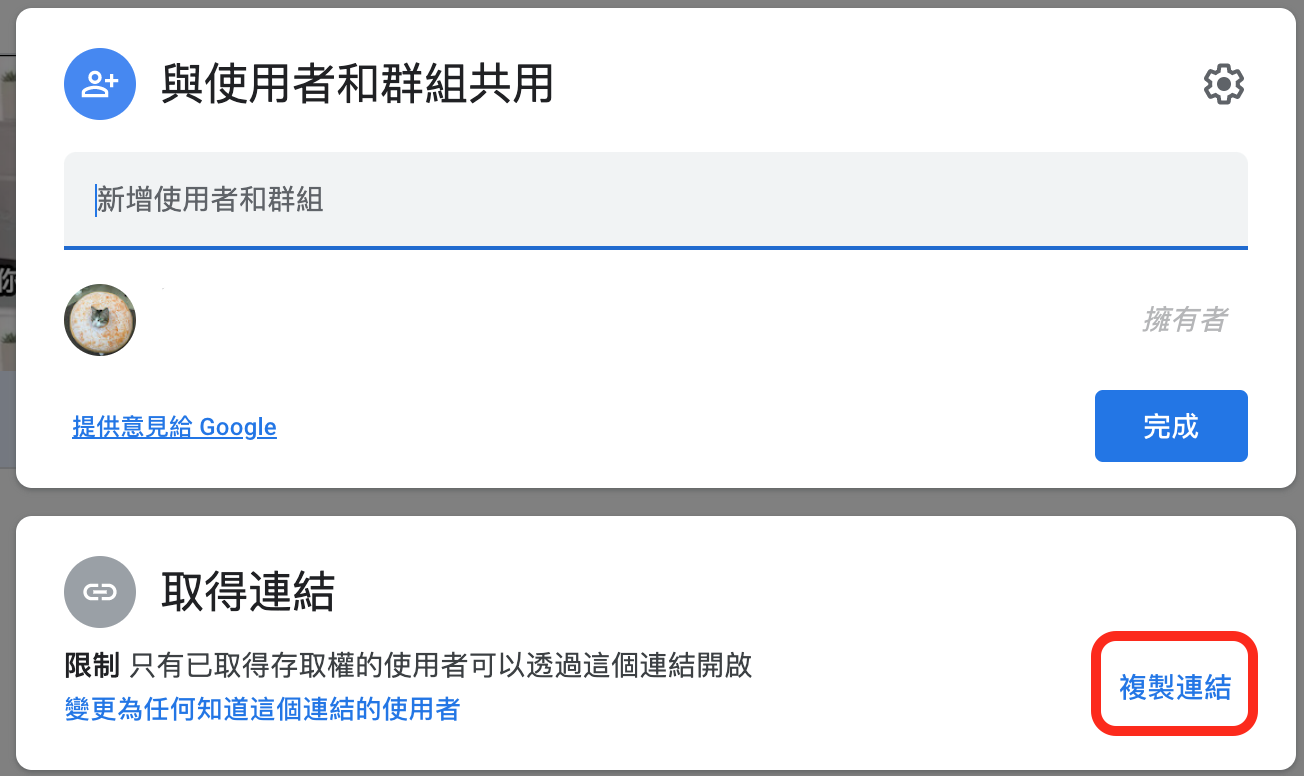 與使用者和群組共用
新增使用者和群組
你
擁有者
提供意見給 Google
完成
取得連結
限制 只有已取得存取權的使用者可以透過這個連結開啟
變更為任何知道這個連結的使用者
複製連結